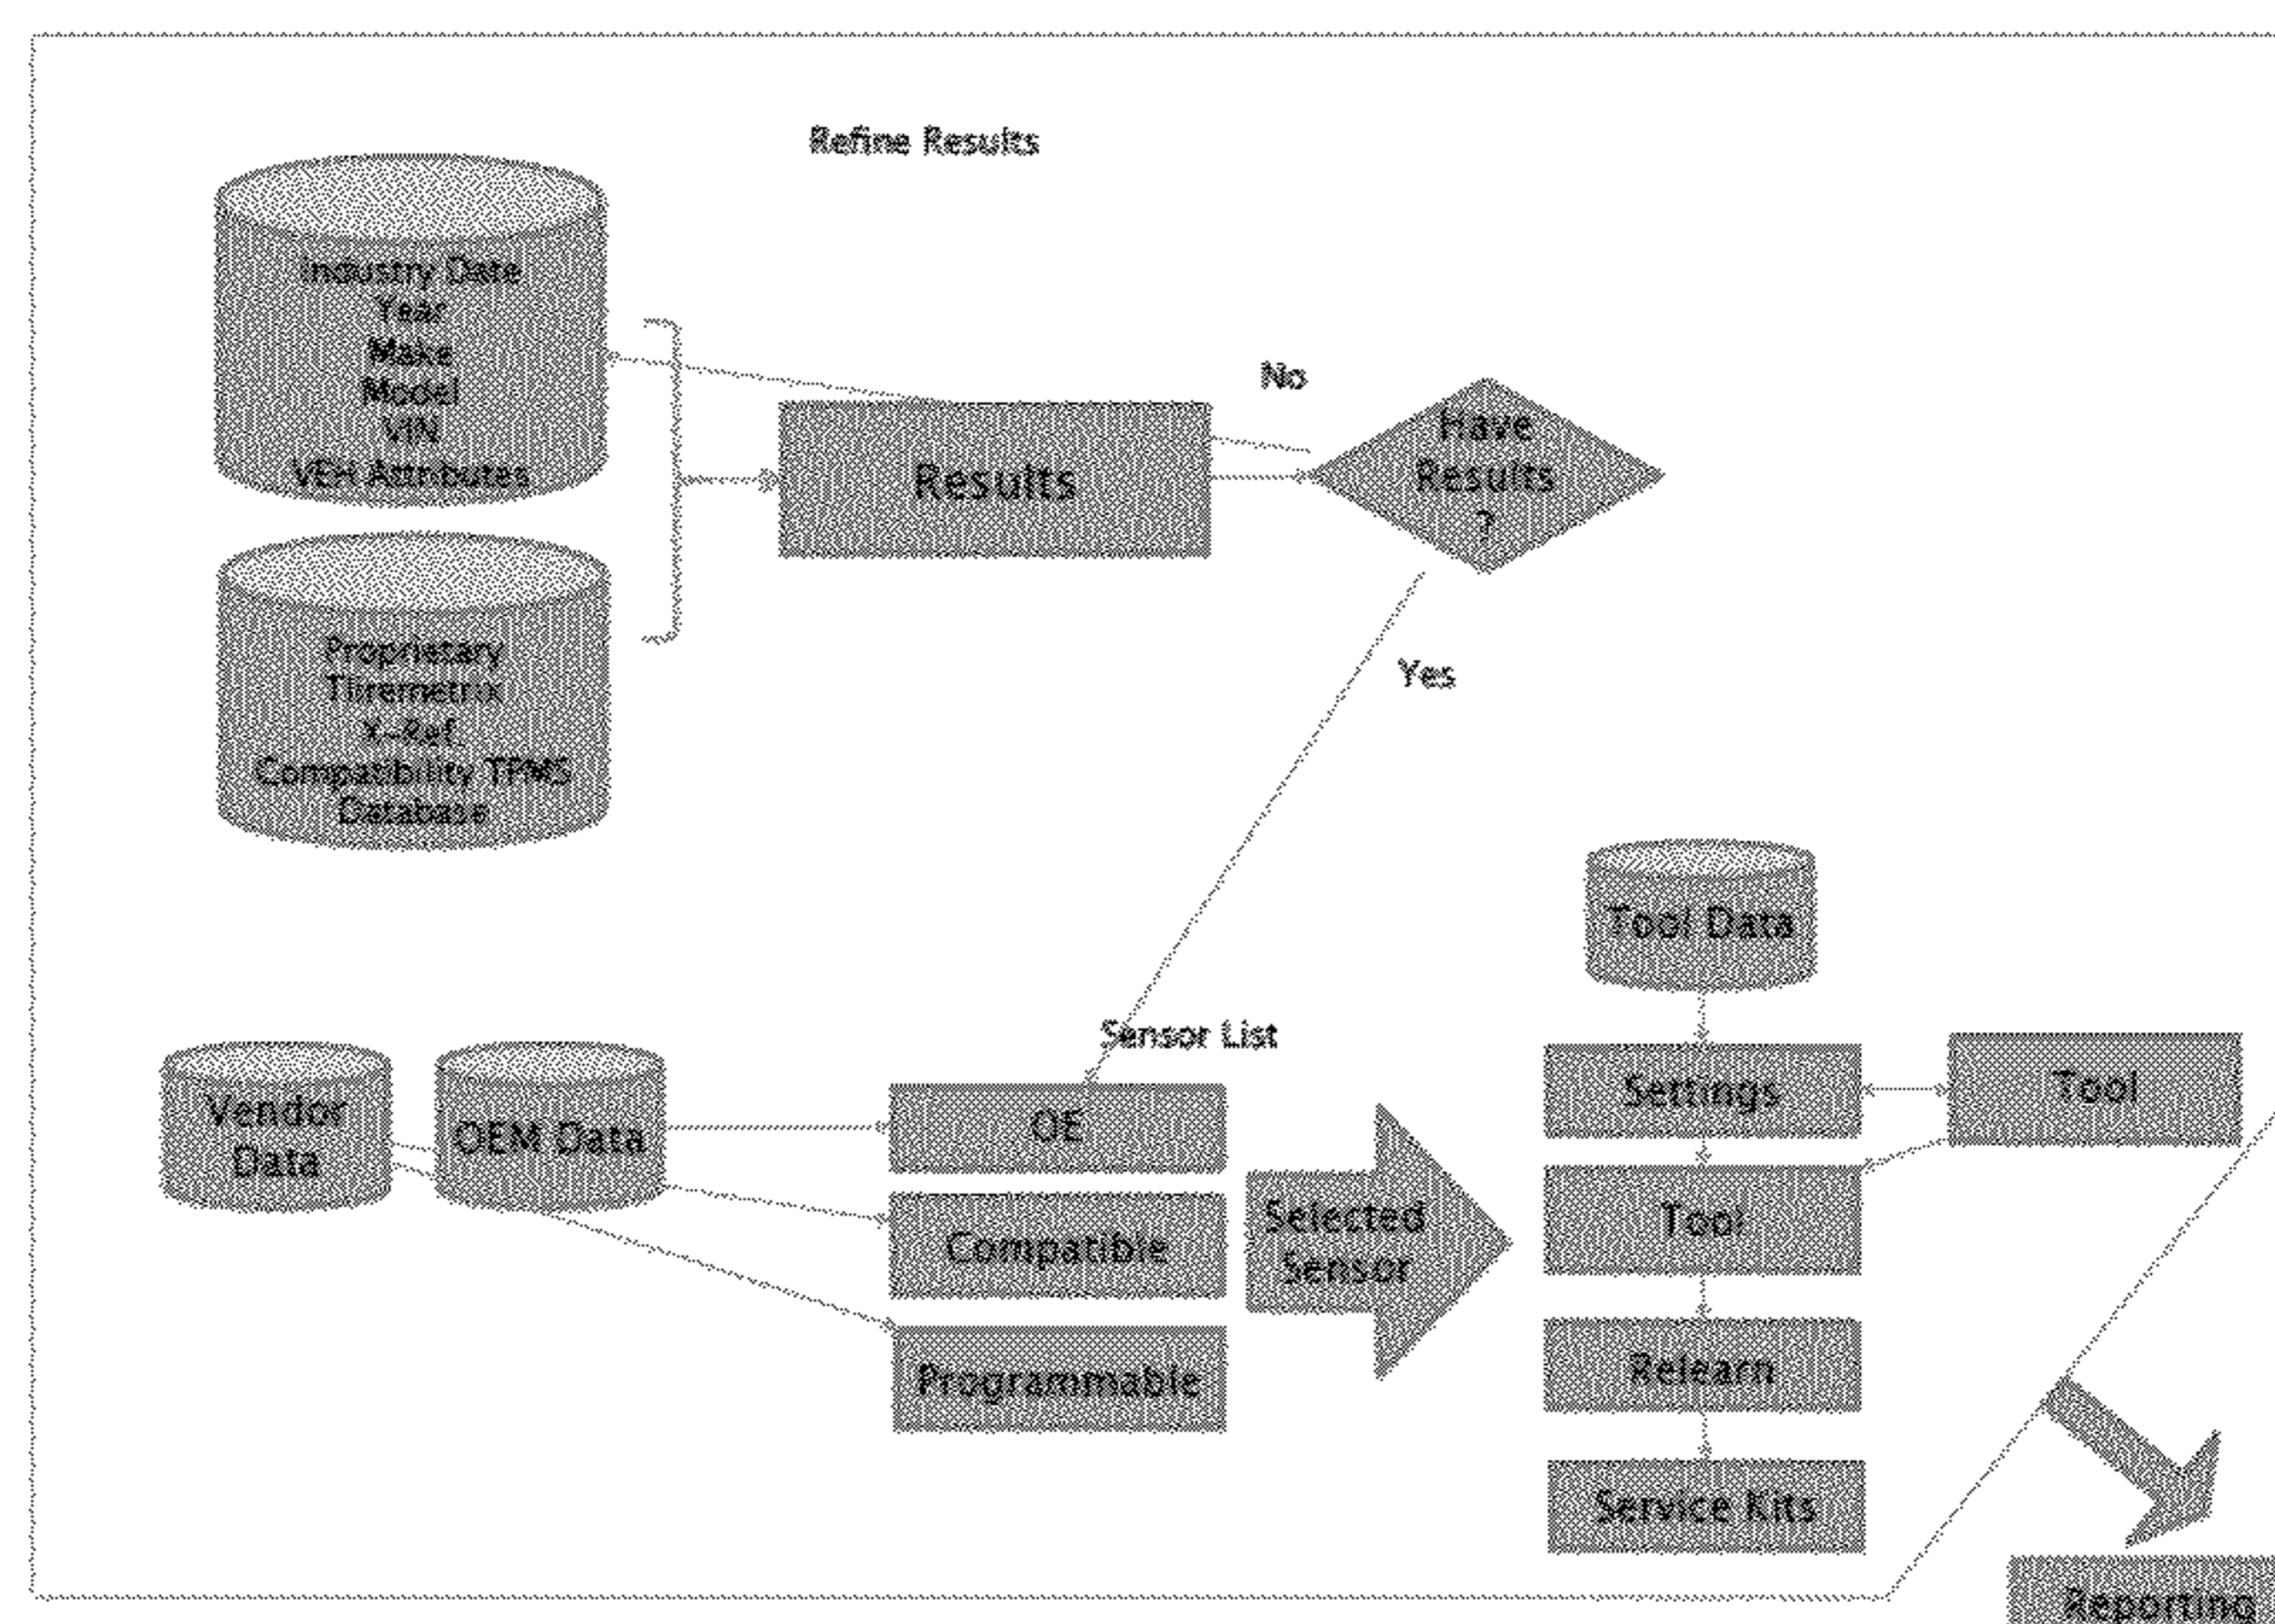 Refine Results
Industry Date
Year
Make
Model
VIN
VEH Attributes
Results
No
Have
Results
?
Proprietary
Tiiremetrix
X-Ref.
Compatibility TPMS
Database
Yes
Tool Data
Vendor
Data
OEM Data
Sensor List
OE
Compatible
Programmable
Selected
Sensor
Settings
Tool
Tool
Relearn
Service Kits
Reporting